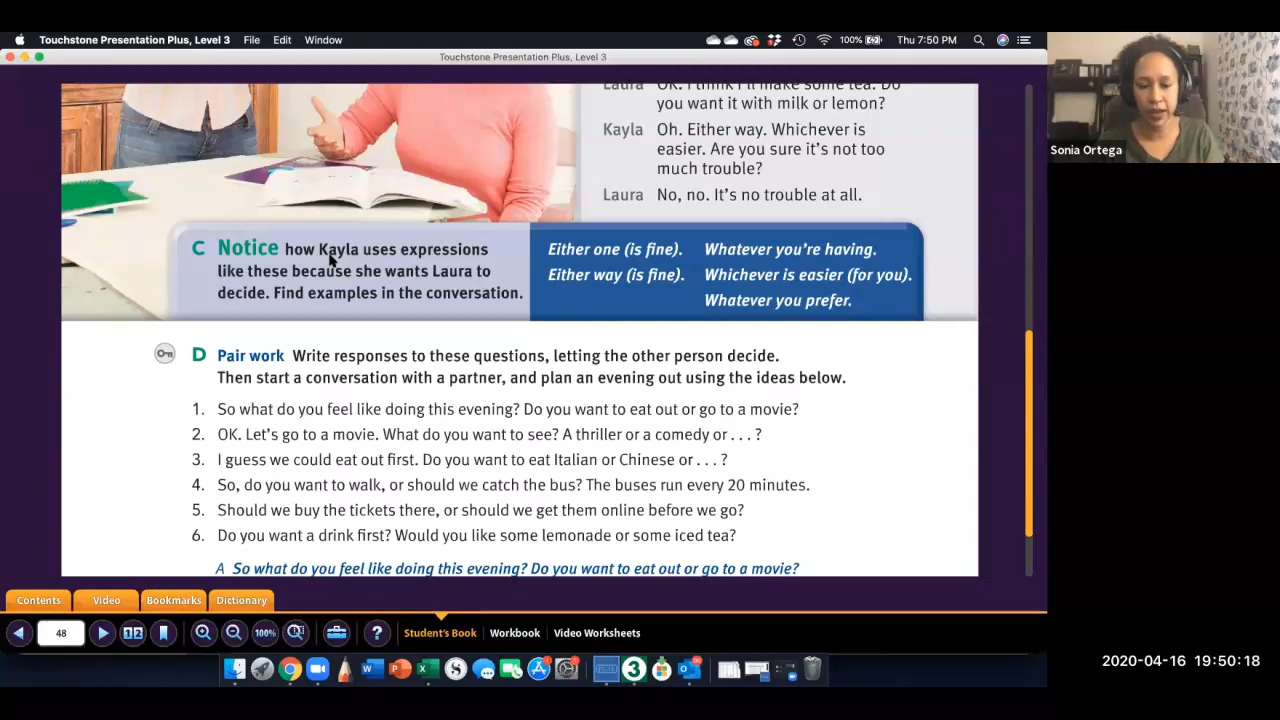 Touchstone Presentation Plus, Level 3 File Edit Window 100% Thu 7:50 PM
Touchstone Presentation Plus, Level 3
Laura OK. I think I'll make some tea. Do
you want it with milk or lemon?
Kayla Oh. Either way. Whichever is
easier. Are you sure it's not too
much trouble?
Laura No, no. It's no trouble at all.
C Notice how Kayla uses expressions
like these because she wants Laura to
decide. Find examples in the conversation.
Either one (is fine). Whatever you're having.
Either way (is fine). Whichever is easier (for you).
Whatever you prefer.
D Pair work Write responses to these questions, letting the other person decide.
Then start a conversation with a partner, and plan an evening out using the ideas below.
1. So what do you feel like doing this evening? Do you want to eat out or go to a movie?
2. OK. Let's go to a movie. What do you want to see? A thriller or a comedy or . . . ?
3. I guess we could eat out first. Do you want to eat Italian or Chinese or . . . ?
4. So, do you want to walk, or should we catch the bus? The buses run every 20 minutes.
5. Should we buy the tickets there, or should we get them online before we go?
6. Do you want a drink first? Would you like some lemonade or some iced tea?
A So what do you feel like doing this evening? Do you want to eat out or go to a movie?
Contents Video Bookmarks Dictionary
48 12 100% ? Student's Book Workbook Video Worksheets
Sonia Ortega
2020-04-16 19:50:18